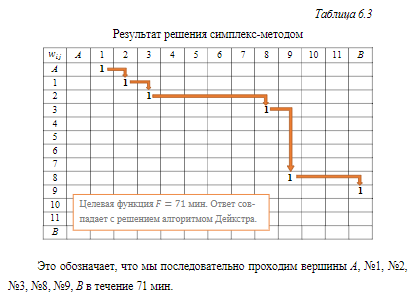 Таблица 6.3
Результат решения симплекс-методом
wij A 1 2 3 4 5 6 7 8 9 10 11 B
A 1
1 1
2 1
3 1
4
5
6
7
8 1
9 1
10
11
B
Целевая функция F = 71 мин. Ответ сов-
падает с решением алгоритмом Дейкстра.
Это обозначает, что мы последовательно проходим вершины A, №1, №2,
№3, №8, №9, B в течение 71 мин.